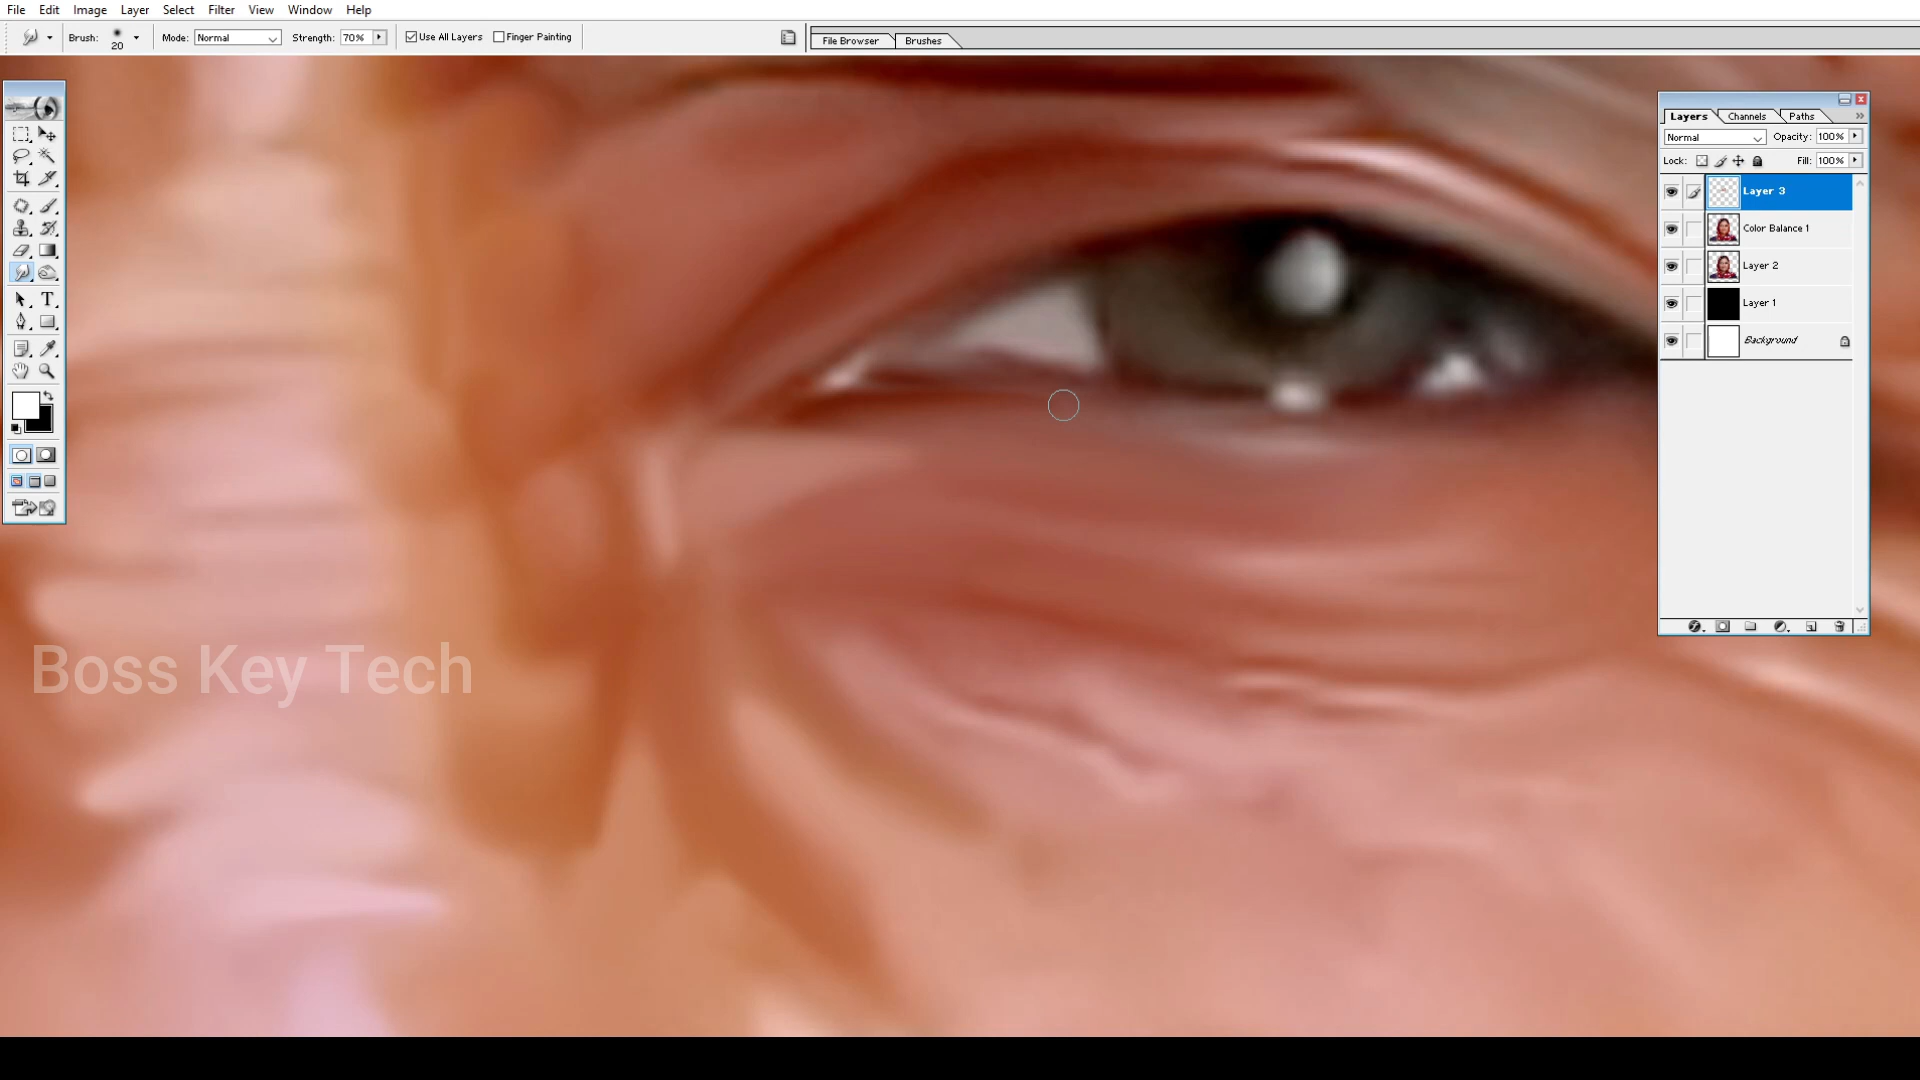 File Edit Image Layer Select Filter View Window Help
Brush: 20 Mode: Normal Strength: 70% Use All Layers Finger Painting File Browser Brushes
Layers Channels Paths
Normal Opacity: 100%
Lock: Fill: 100%
Layer 3
Color Balance 1
Layer 2
Layer 1
Background
Boss Key Tech